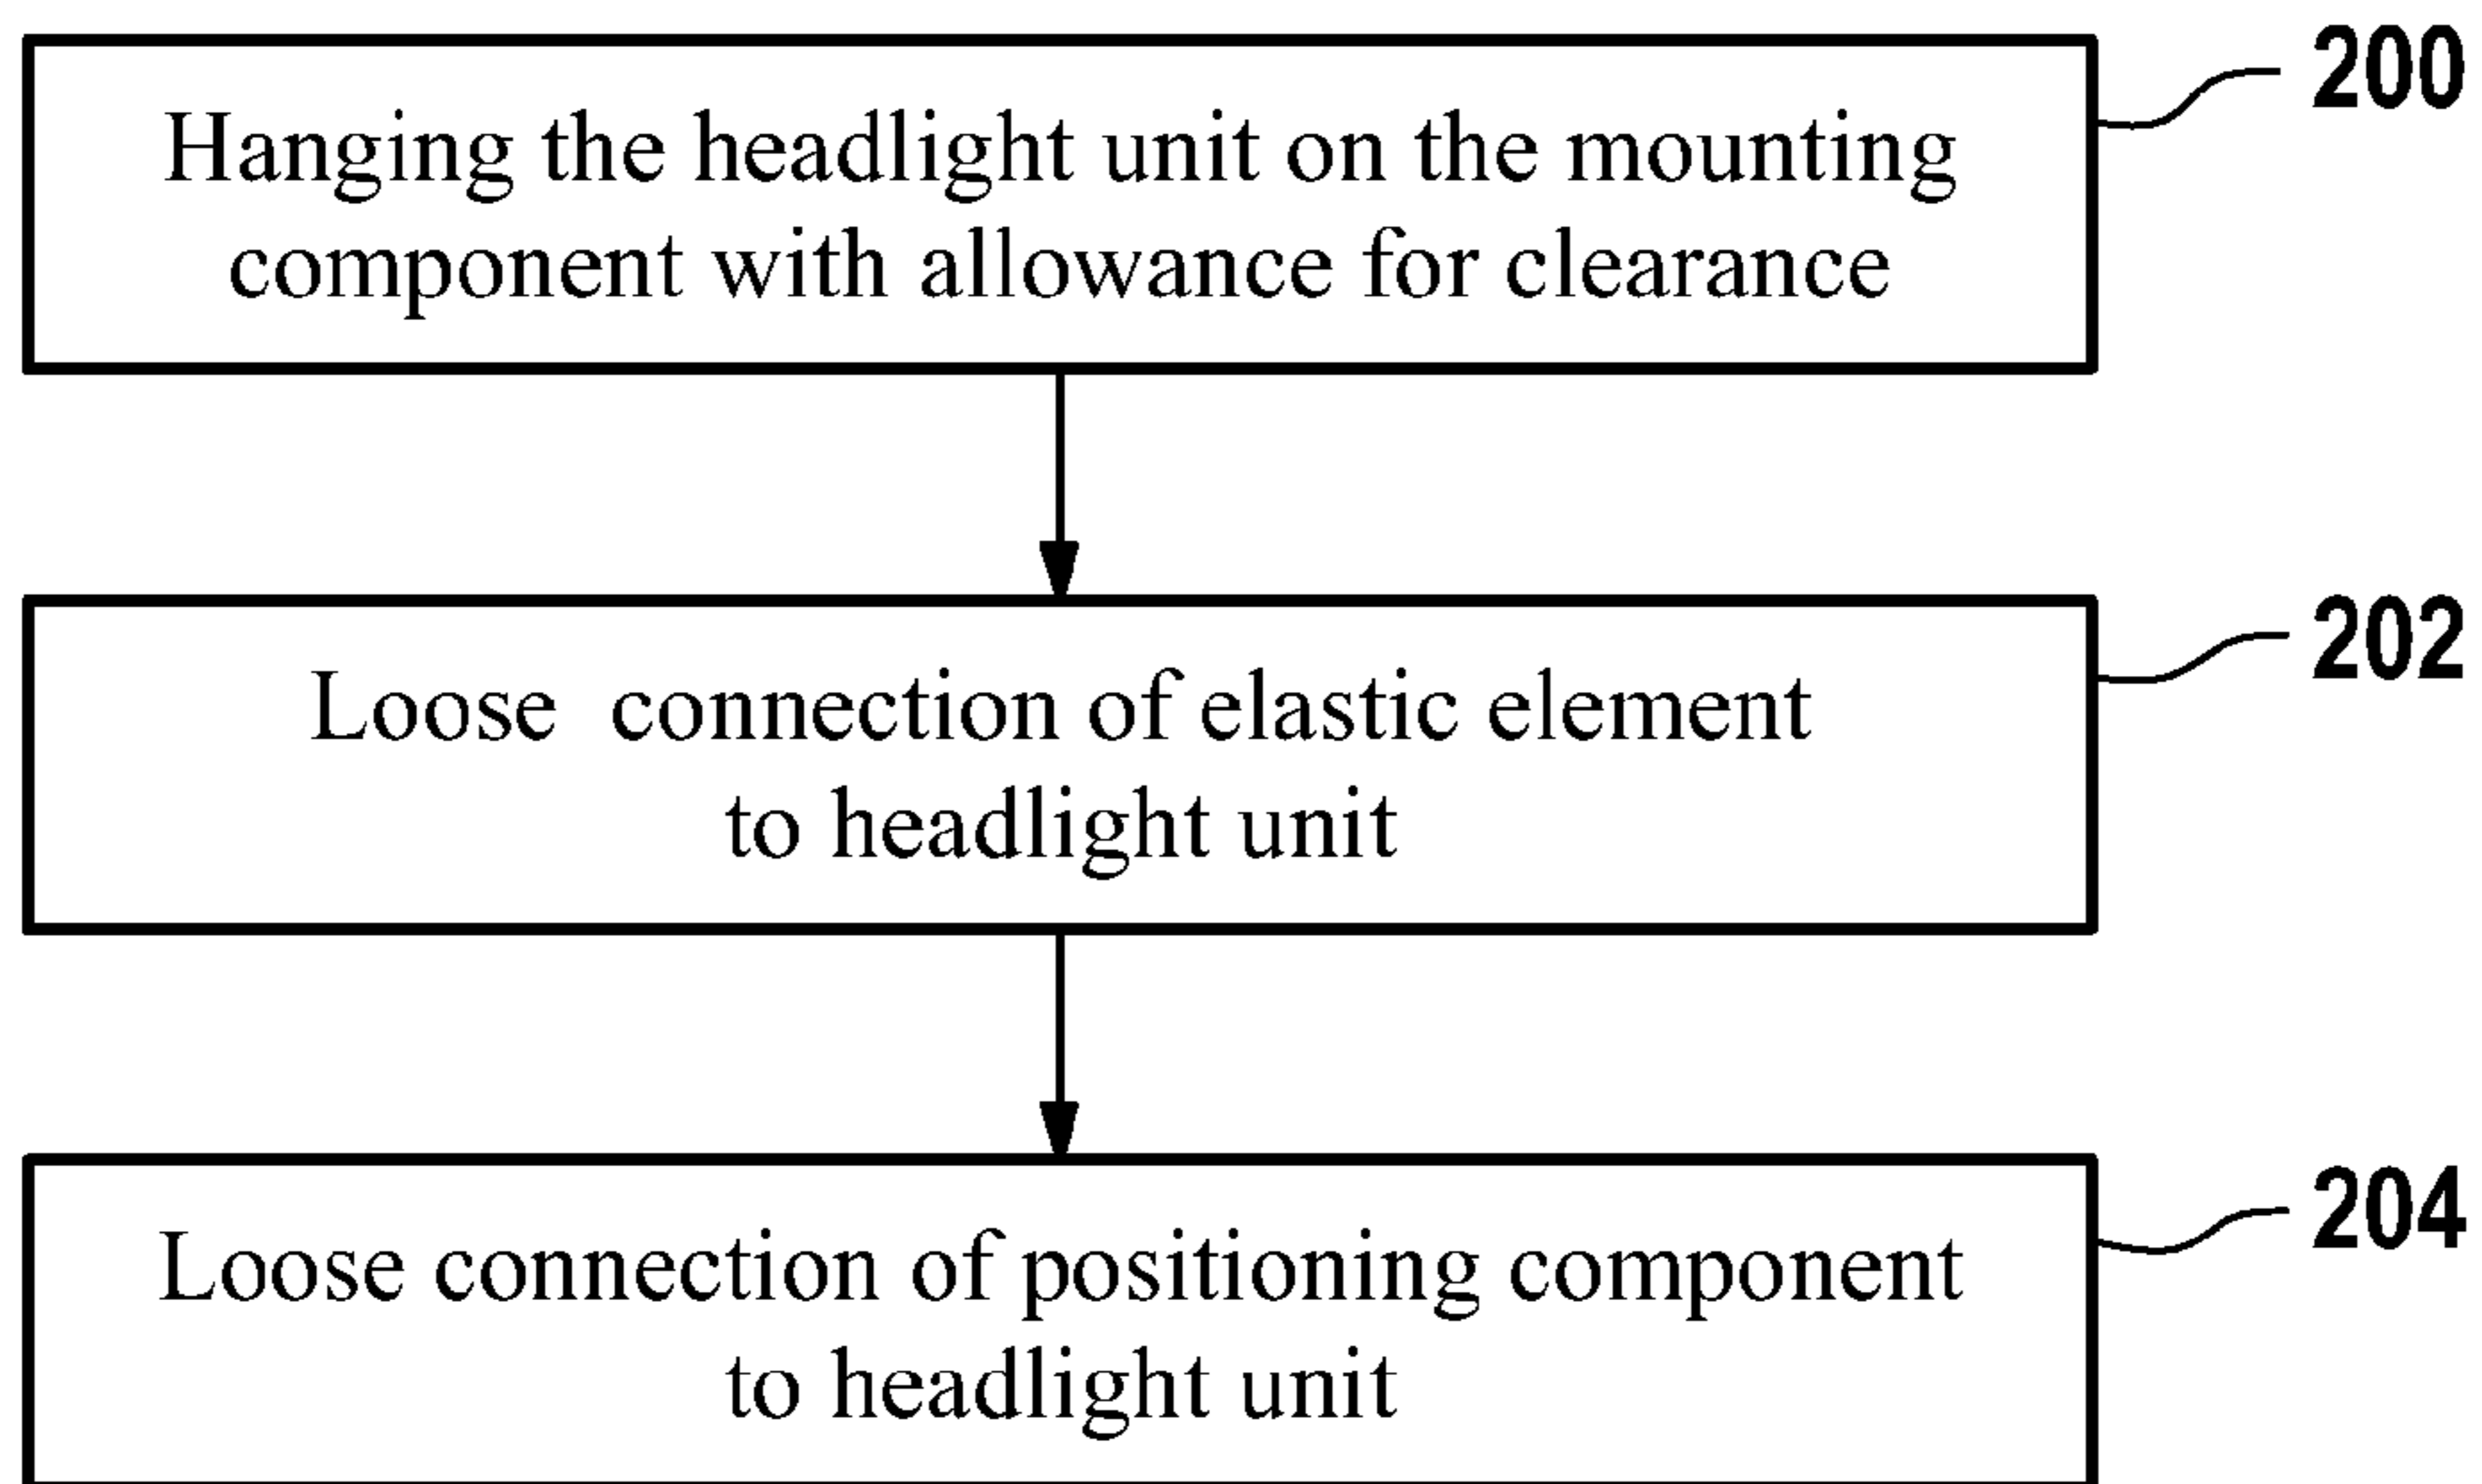 200
Hanging the headlight unit on the mounting
component with allowance for clearance
202
Loose connection of elastic element
to headlight unit
204
Loose connection of positioning component
to headlight unit